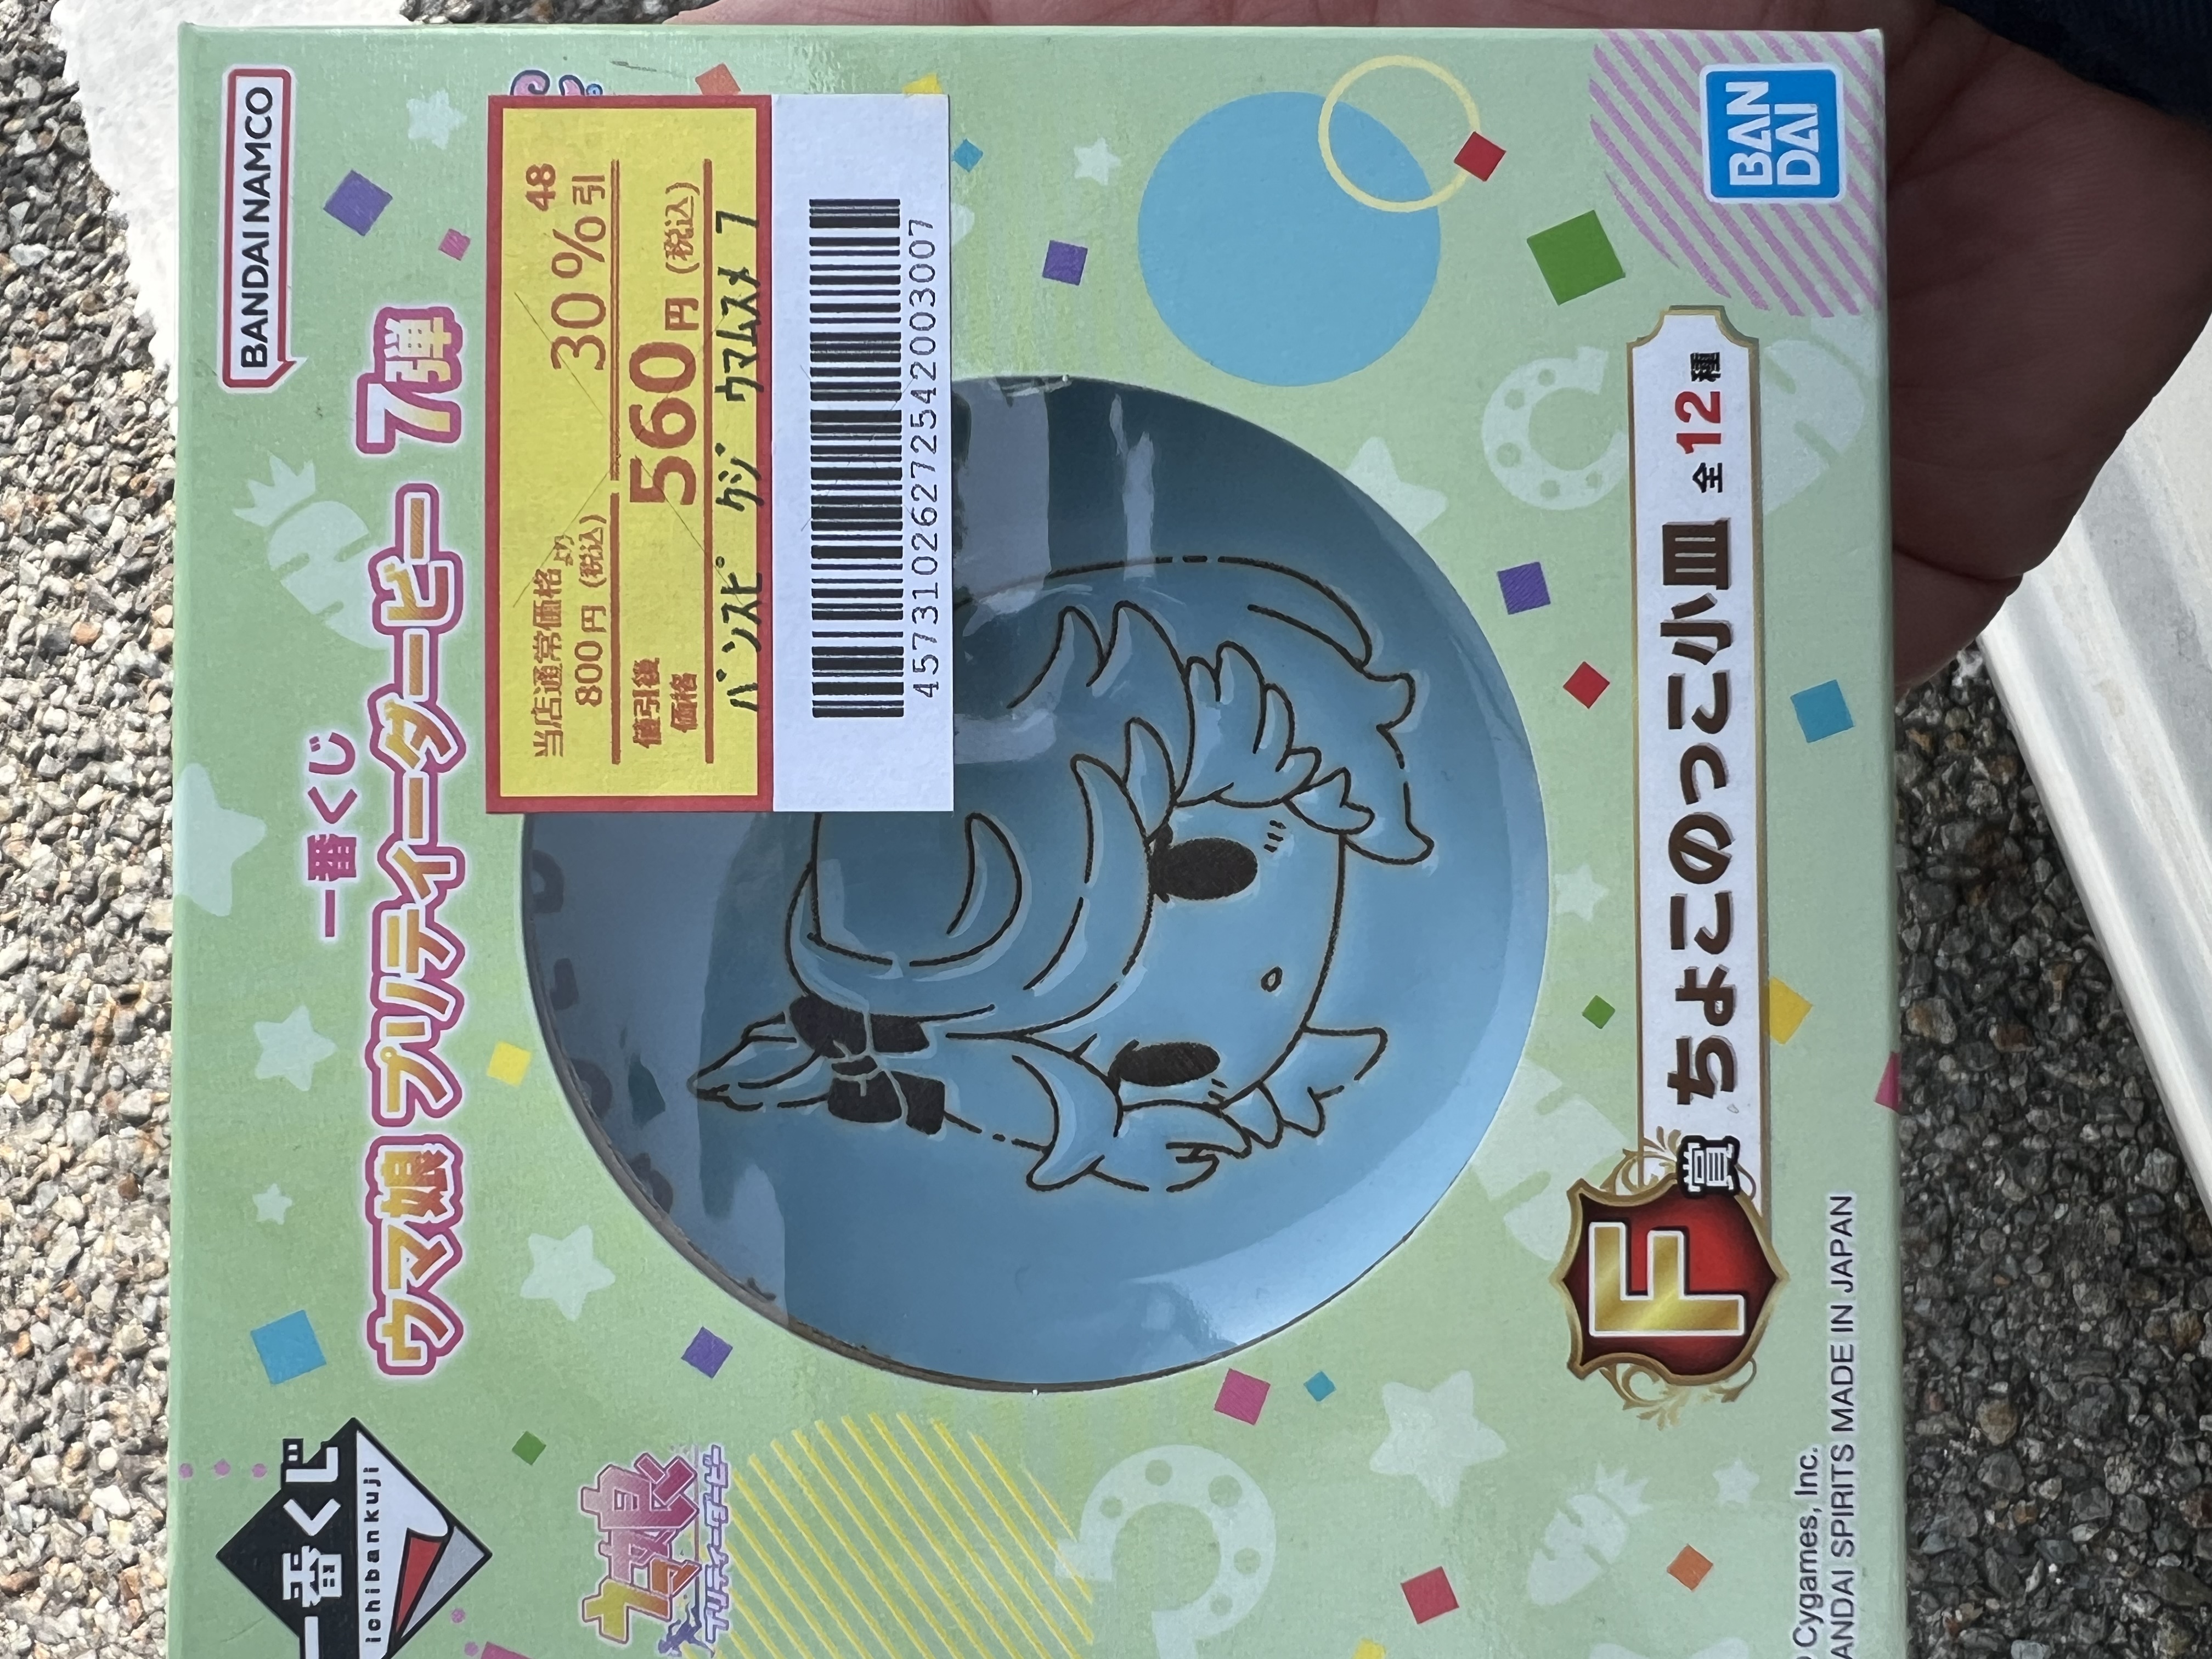 BANDAI NAMCO
一番くじ
ichibankuji
一番くじ
ウマ娘 プリティーダービー 7弾
ウマ娘
プリティーダービー
48
当店通常価格より
800円(税込)
30%引
値引後
価格
560円(税込)
バンスピ クジ ウマムスメ 7
4573102627254200300​7
F賞 ちょこのっこ小皿 全12種
BANDAI
Cygames, Inc.
BANDAI SPIRITS MADE IN JAPAN